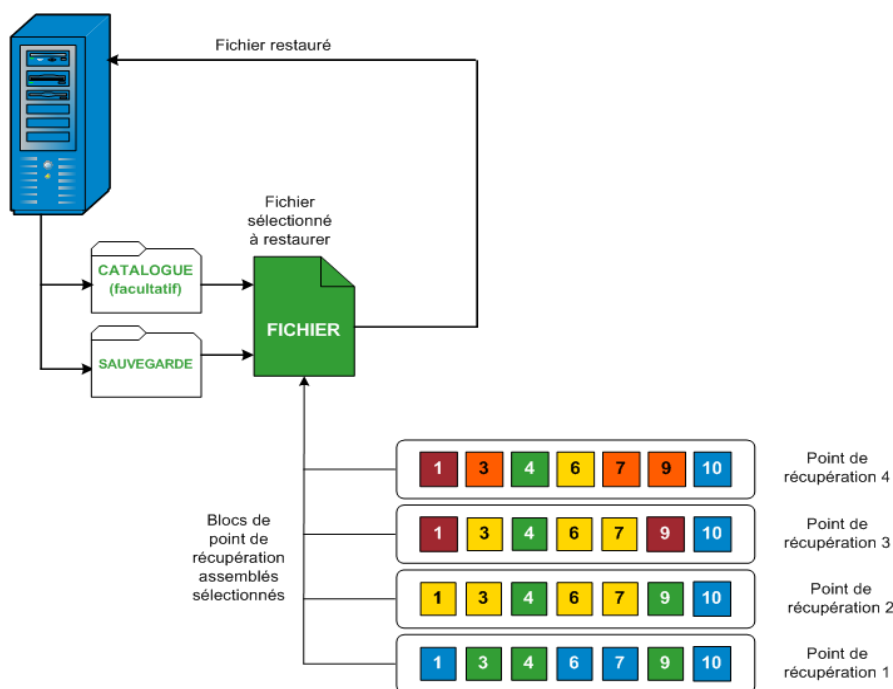 Fichier restauré
Fichier
sélectionné
à restaurer
CATALOGUE
(facultatif)
FICHIER
SAUVEGARDE
1 3 4 6 7 9 10
Point de
récupération 4
Blocs de
point de
récupération
assemblés
sélectionnés
1 3 4 6 7 9 10
Point de
récupération 3
1 3 4 6 7 9 10
Point de
récupération 2
1 3 4 6 7 9 10
Point de
récupération 1